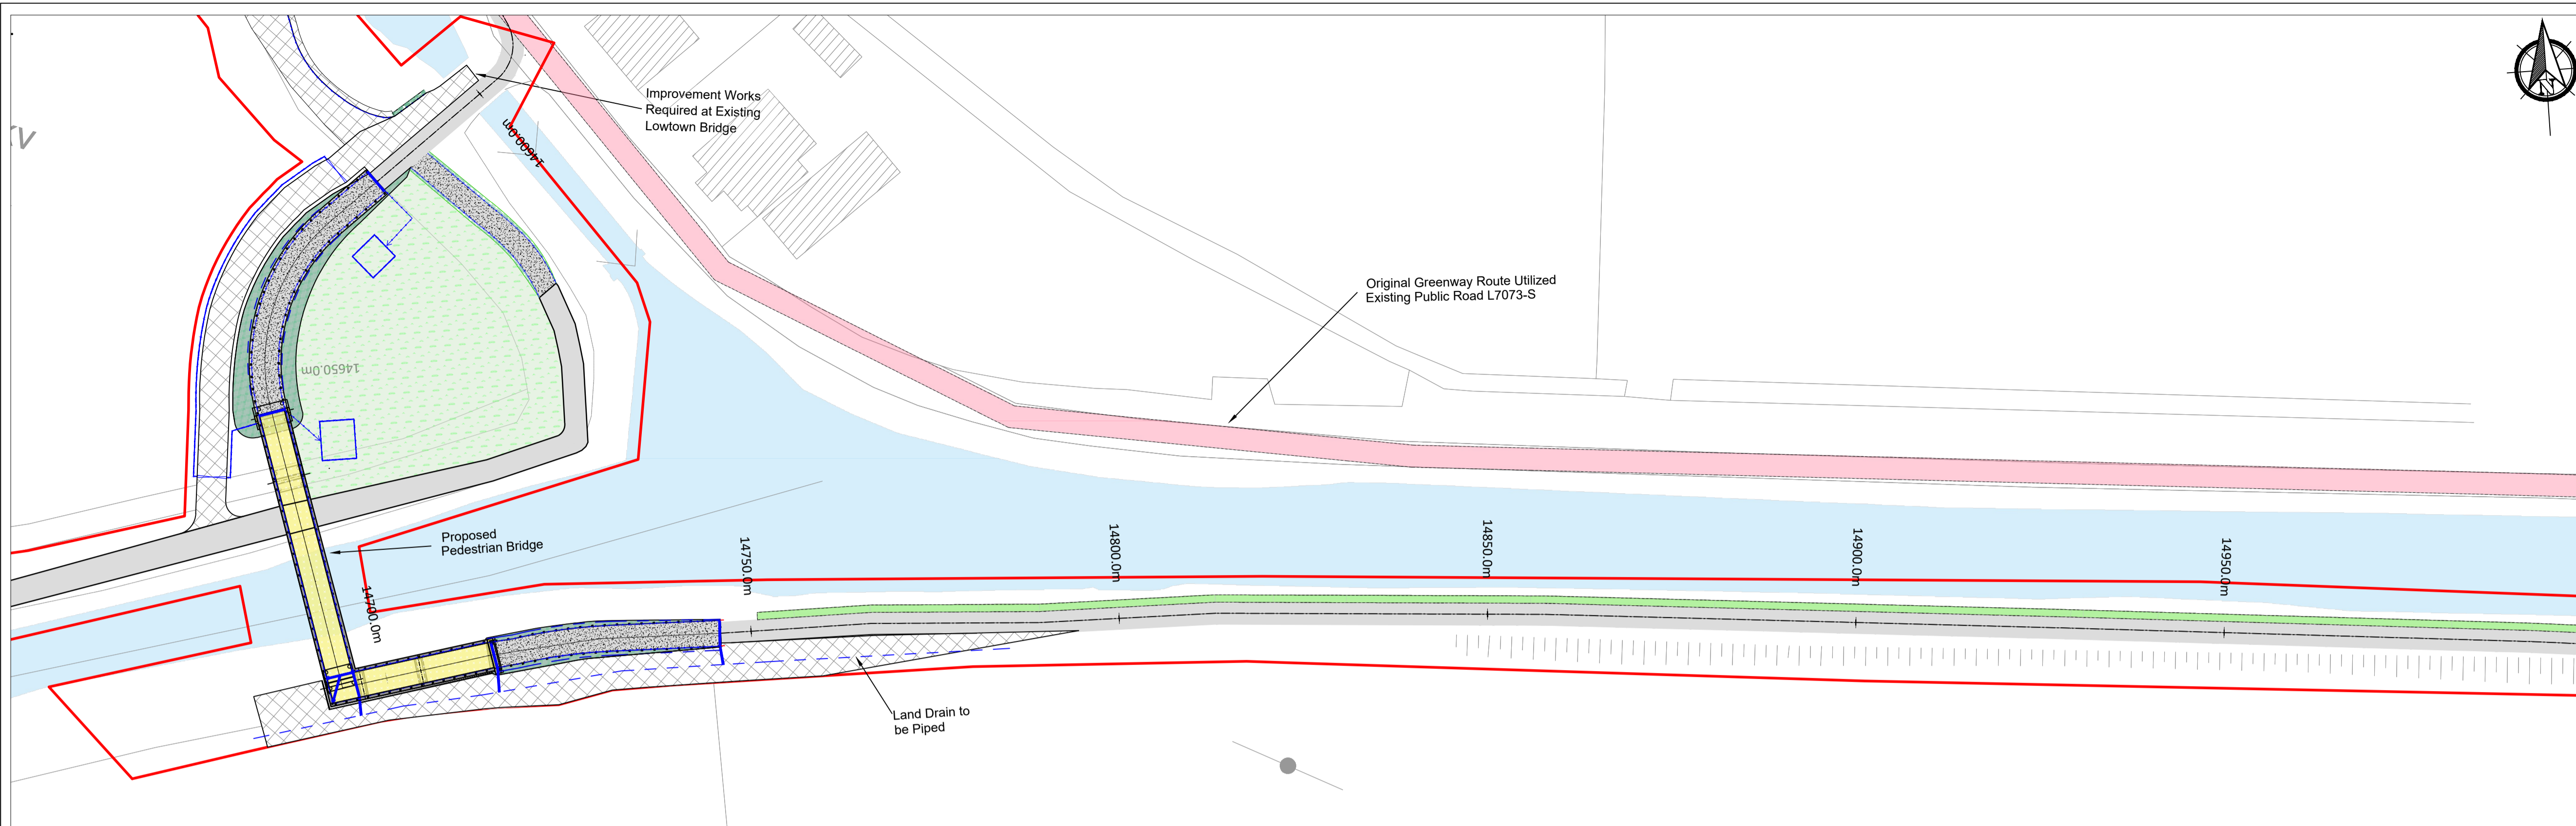 Improvement Works
Required at Existing
Lowtown Bridge
14600.0m
Original Greenway Route Utilized
Existing Public Road L7073-S
14650.0m
Proposed
Pedestrian Bridge
14700.0m
14750.0m
14800.0m
14850.0m
14900.0m
14950.0m
Land Drain to
be Piped
N